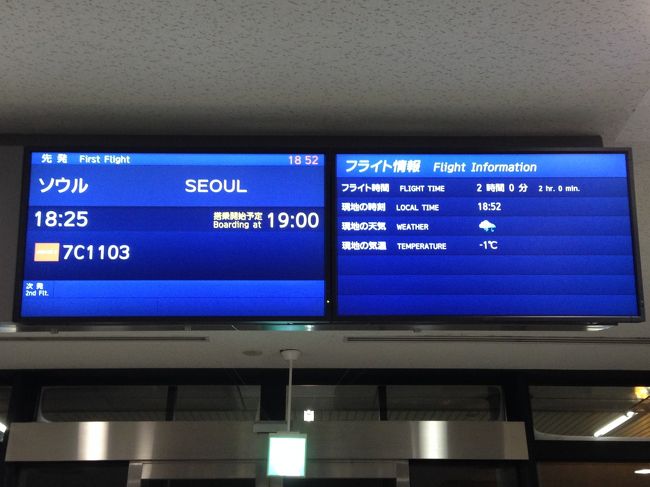 先発 First Flight 18 52
ソウル SEOUL
18:25 搭乗開始予定 Boarding at 19:00
7C1103
次発
2nd Flt.
フライト情報 Flight Information
フライト時間 FLIGHT TIME 2 時間 0 分 2 hr. 0 min.
現地の時刻 LOCAL TIME 18:52
現地の天気 WEATHER
現地の気温 TEMPERATURE -1℃